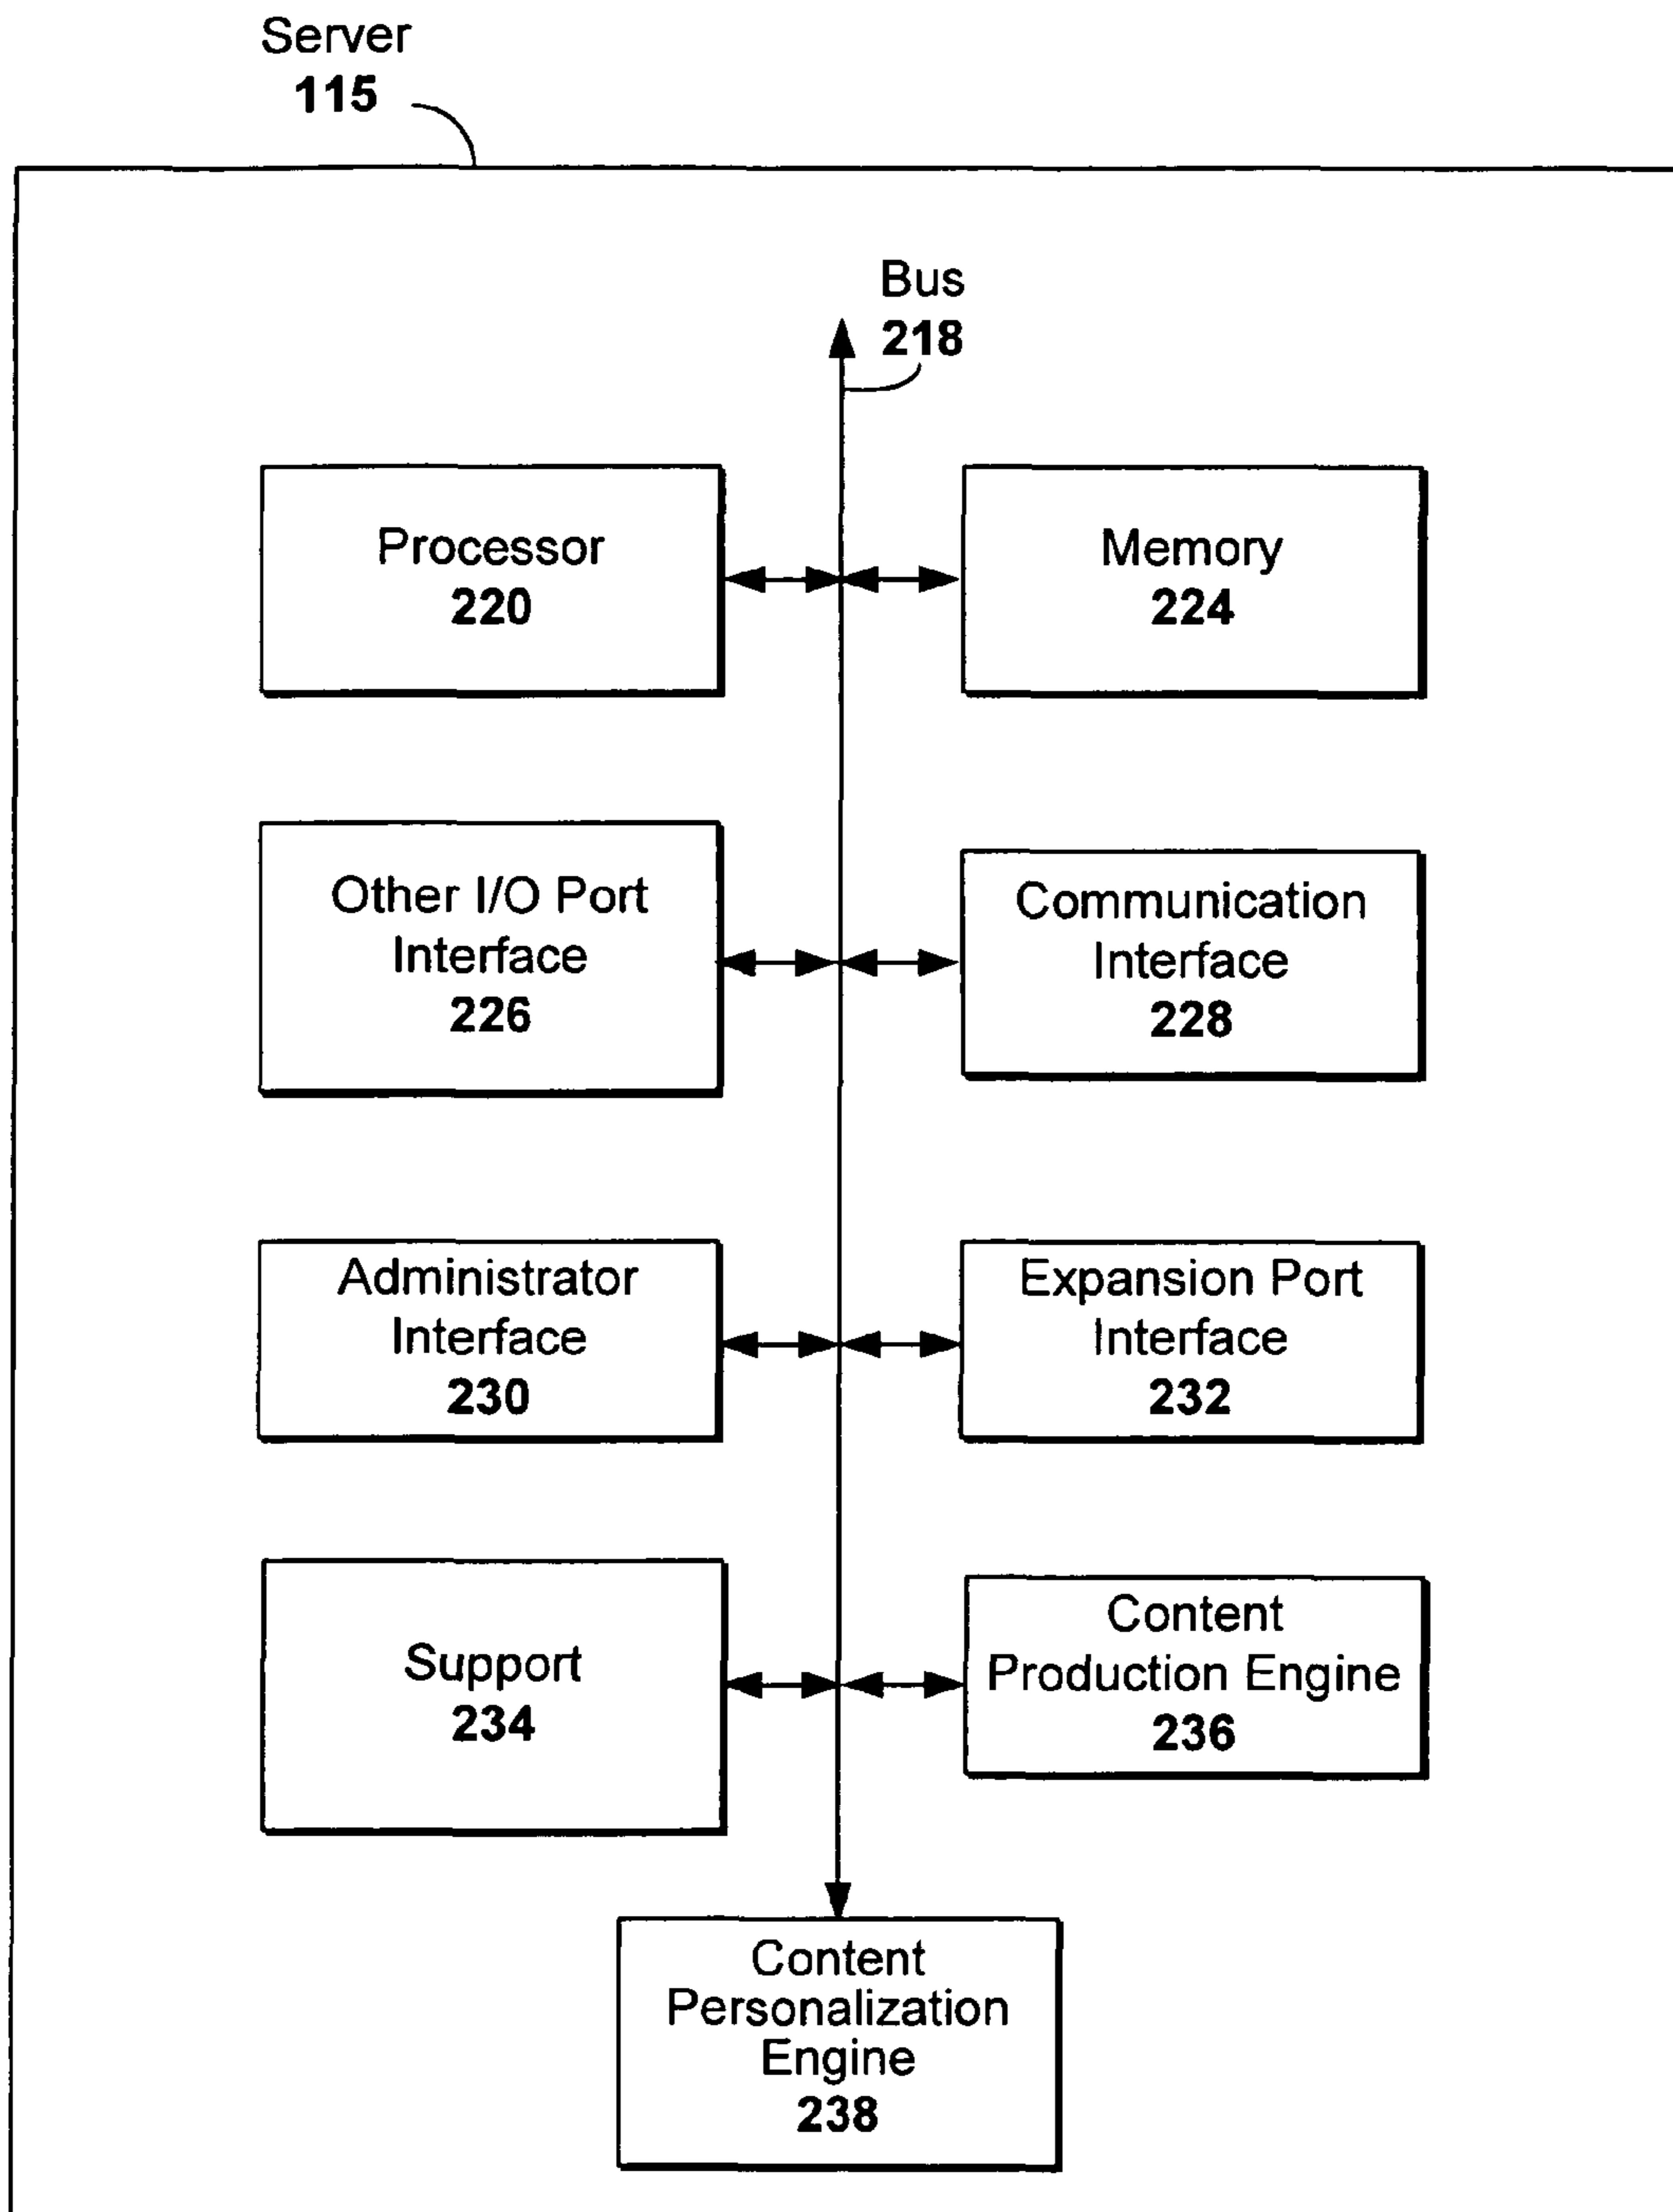 Server
115
Bus
218
Processor
220
Memory
224
Other I/O Port
Interface
226
Communication
Interface
228
Administrator
Interface
230
Expansion Port
Interface
232
Support
234
Content
Production Engine
236
Content
Personalization
Engine
238